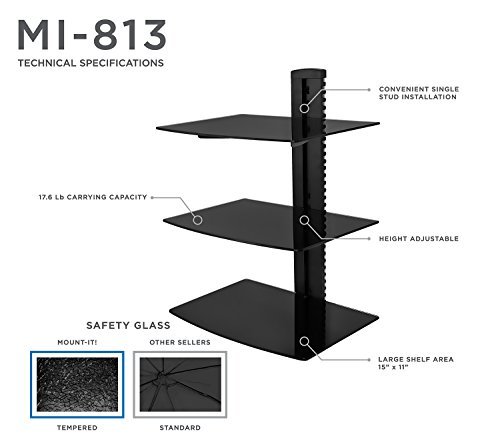 MI-813
TECHNICAL SPECIFICATIONS
CONVENIENT SINGLE
STUD INSTALLATION
17.6 Lb CARRYING CAPACITY
HEIGHT ADJUSTABLE
SAFETY GLASS
MOUNT-IT!
OTHER SELLERS
LARGE SHELF AREA
15" x 11"
TEMPERED
STANDARD